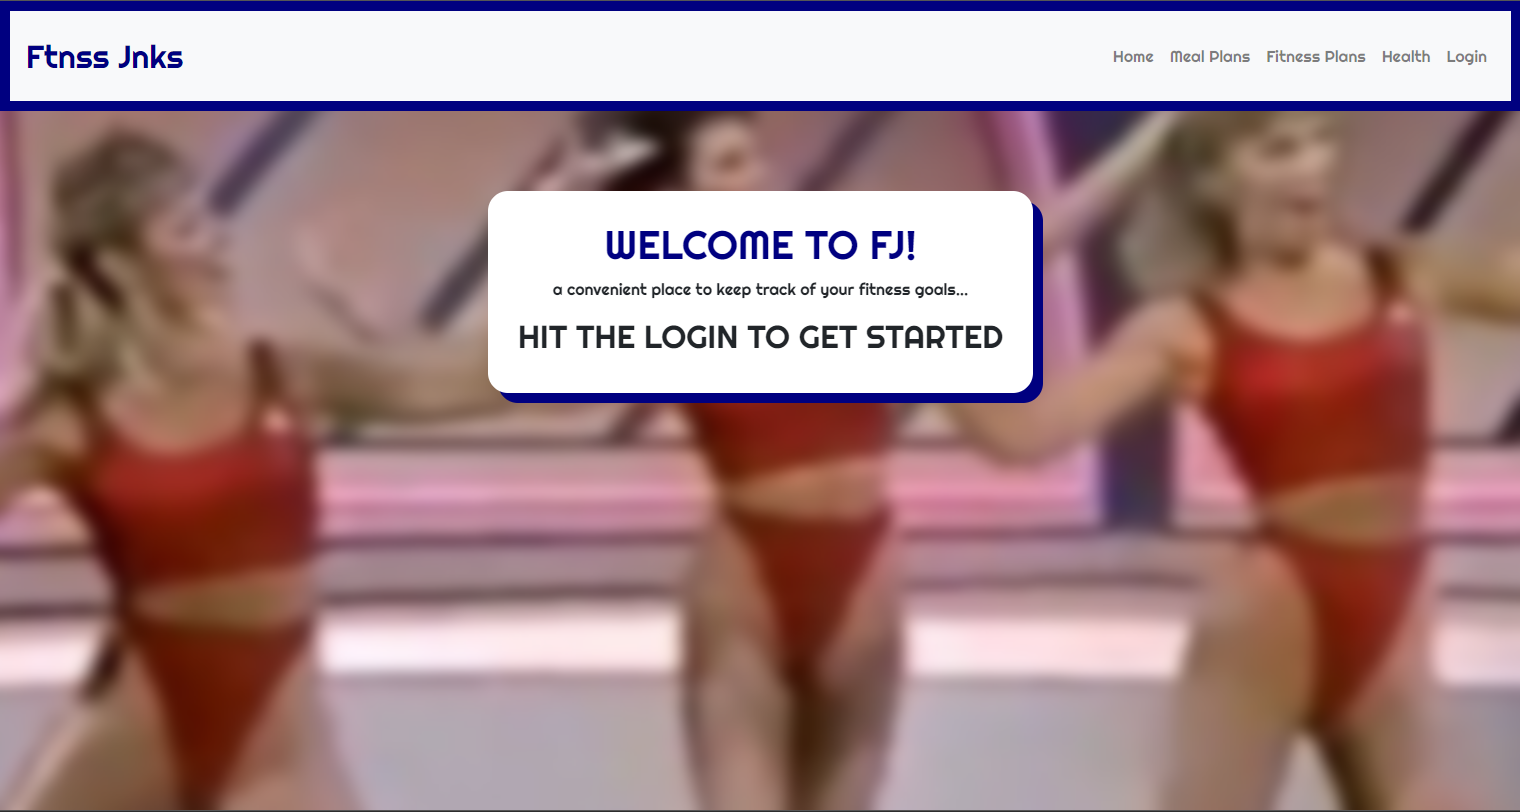 Ftnss Jnks
Home Meal Plans Fitness Plans Health Login
WELCOME TO FJ!
a convenient place to keep track of your fitness goals...
HIT THE LOGIN TO GET STARTED